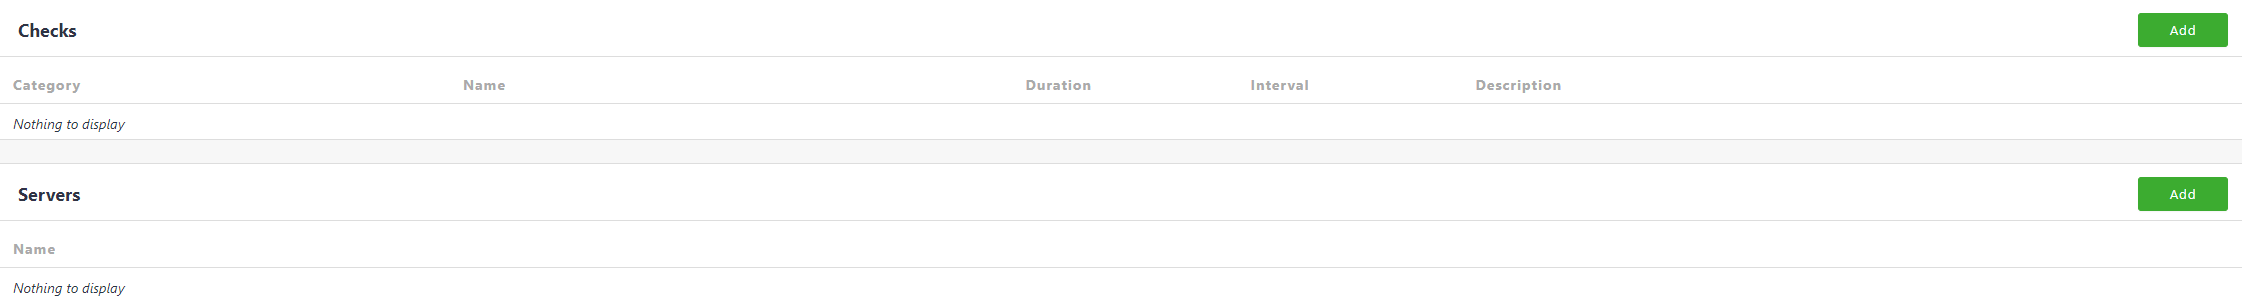 Checks Add
Category Name Duration Interval Description
Nothing to display
Servers Add
Name
Nothing to display